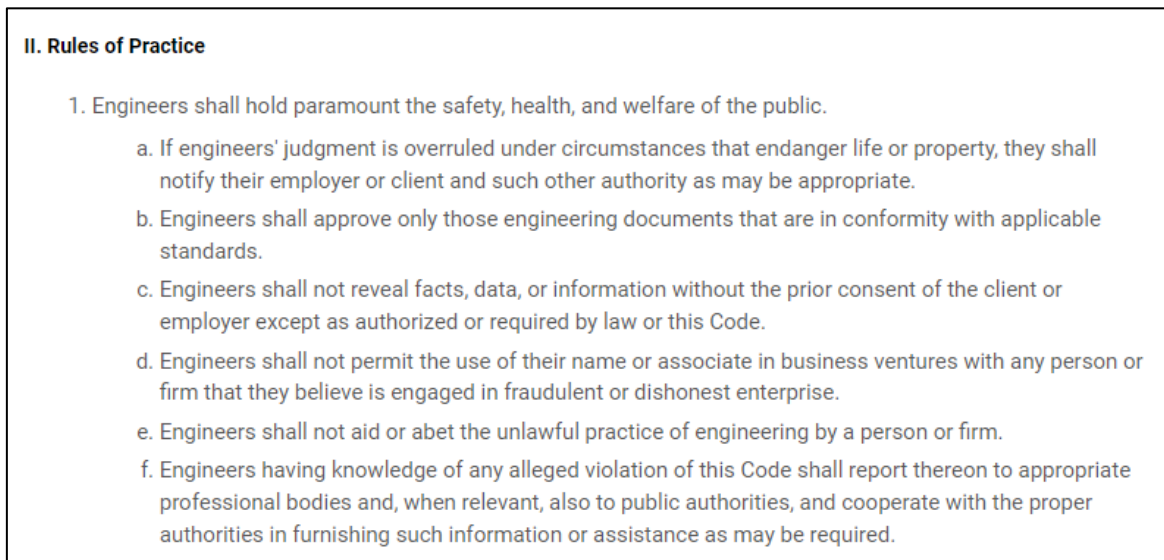 II. Rules of Practice
1. Engineers shall hold paramount the safety, health, and welfare of the public.
a. If engineers' judgment is overruled under circumstances that endanger life or property, they shall
notify their employer or client and such other authority as may be appropriate.
b. Engineers shall approve only those engineering documents that are in conformity with applicable
standards.
c. Engineers shall not reveal facts, data, or information without the prior consent of the client or
employer except as authorized or required by law or this Code.
d. Engineers shall not permit the use of their name or associate in business ventures with any person or
firm that they believe is engaged in fraudulent or dishonest enterprise.
e. Engineers shall not aid or abet the unlawful practice of engineering by a person or firm.
f. Engineers having knowledge of any alleged violation of this Code shall report thereon to appropriate
professional bodies and, when relevant, also to public authorities, and cooperate with the proper
authorities in furnishing such information or assistance as may be required.